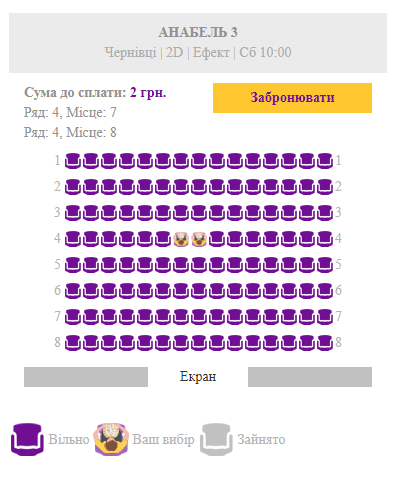 АНАБЕЛЬ 3
Чернівці | 2D | Ефект | Сб 10:00
Сума до сплати: 2 грн.
Забронювати
Ряд: 4, Місце: 7
Ряд: 4, Місце: 8
1 1
2 2
3 3
4 4
5 5
6 6
7 7
8 8
Екран
Вільно Ваш вибір Зайнято